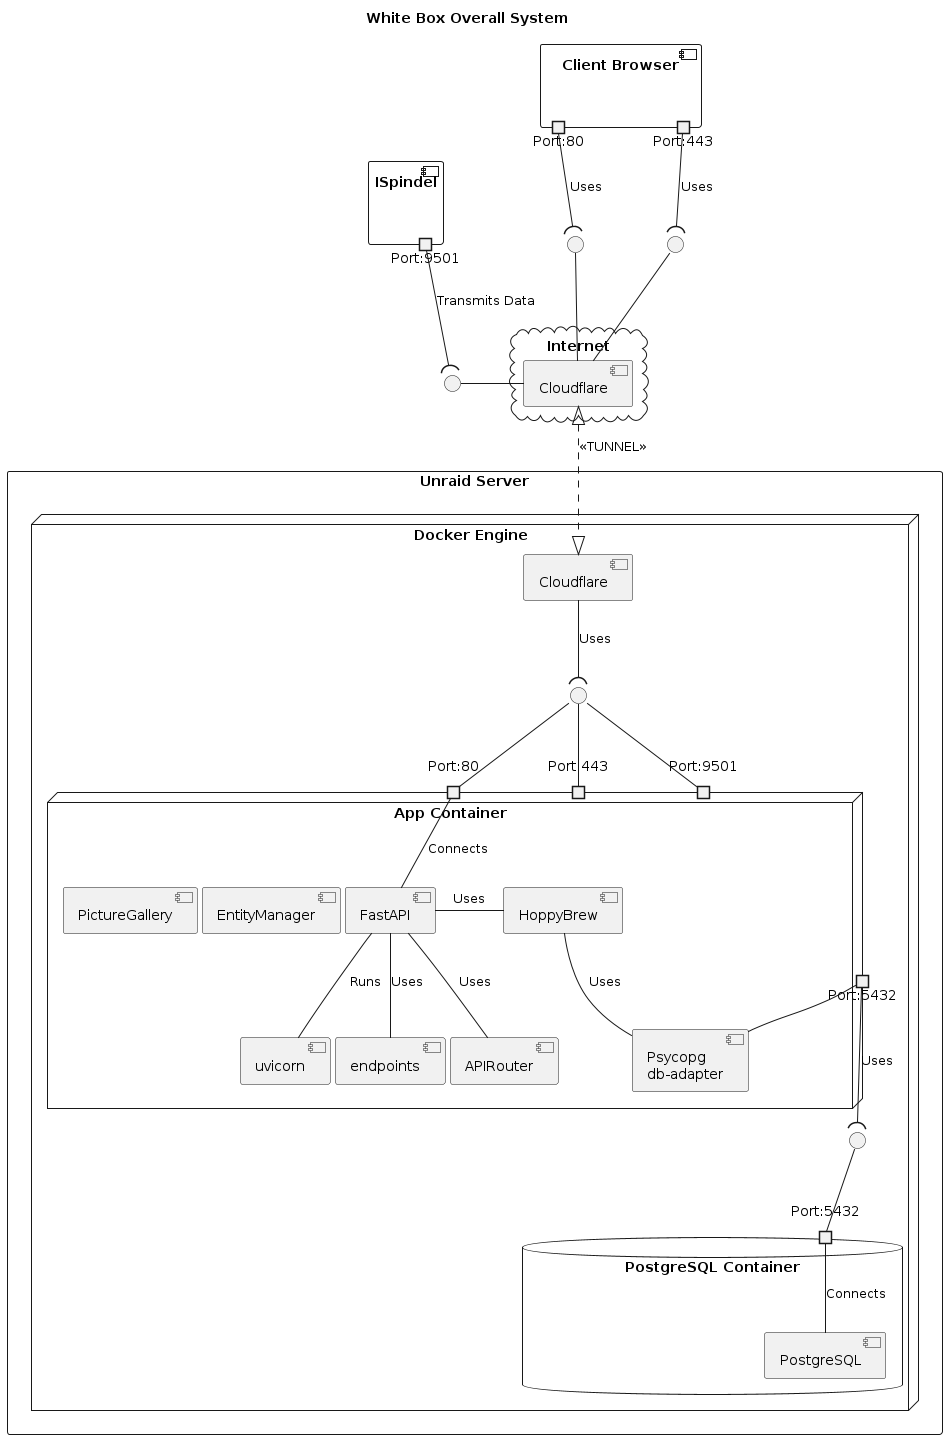 White Box Overall System
Client Browser
Port:80
Port:443
ISpindel
Uses
Uses
Port:9501
Transmits Data
Internet
Cloudflare
«TUNNEL»
Unraid Server
Docker Engine
Cloudflare
Uses
Port:80
Port:443
Port:9501
App Container
Connects
PictureGallery
EntityManager
FastAPI
Uses
HoppyBrew
Runs
Uses
Uses
Uses
Port:5432
uvicorn
endpoints
APIRouter
Psycopg
db-adapter
Uses
Port:5432
PostgreSQL Container
Connects
PostgreSQL